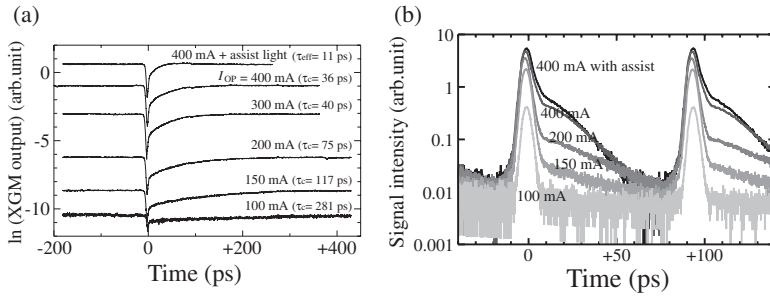 (a)
ln (XGM output) (arb.unit)
0
-5
-10
400 mA + assist light (τeff= 11 ps)
IOP = 400 mA (τc= 36 ps)
300 mA (τc= 40 ps)
200 mA (τc= 75 ps)
150 mA (τc= 117 ps)
100 mA (τc= 281 ps)
-200 0 +200 +400
Time (ps)
(b)
Signal intensity (arb.unit)
10
1
0.1
0.01
0.001
400 mA with assist
400 mA
200 mA
150 mA
100 mA
0 +50 +100
Time (ps)